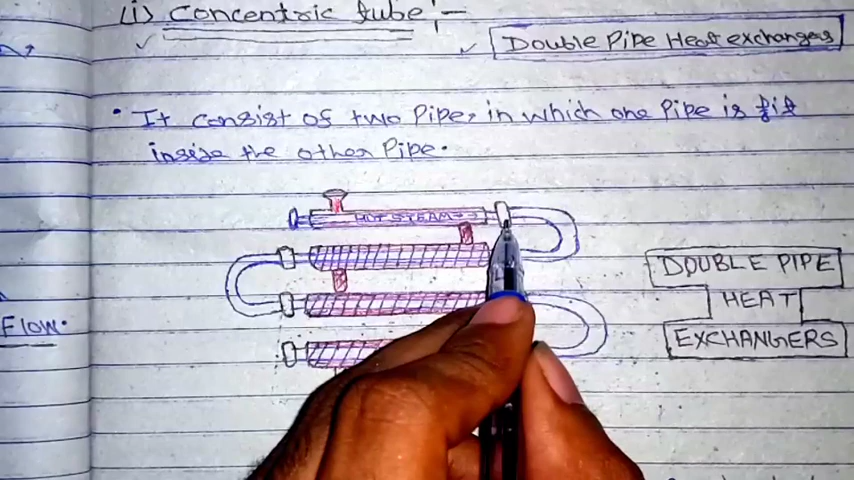 (i) Concentric tube :-
Double Pipe Heat exchangers
• It consist of two Pipe, in which one Pipe is fit
inside the other Pipe.
HOT STEAM
DOUBLE PIPE
HEAT
EXCHANGERS
Flow.